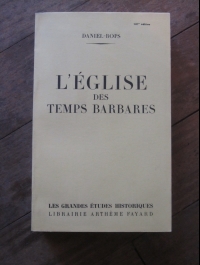 DANIEL-ROPS
L'ÉGLISE
DES
TEMPS BARBARES
LES GRANDES ÉTUDES HISTORIQUES
LIBRAIRIE ARTHÈME FAYARD